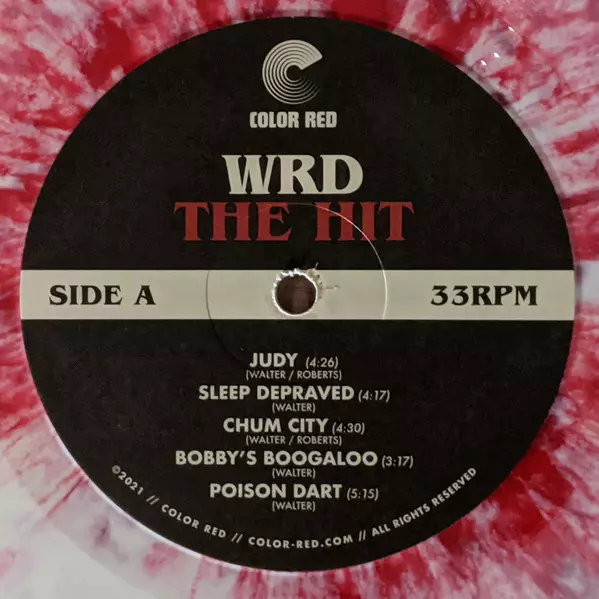 COLOR RED
WRD
THE HIT
SIDE A
33RPM
JUDY (4:26)
(WALTER / ROBERTS)
SLEEP DEPRAVED (4:17)
(WALTER)
CHUM CITY (4:30)
(WALTER / ROBERTS)
BOBBY'S BOOGALOO (3:17)
(WALTER)
POISON DART (5:15)
(WALTER)
©2021 // COLOR RED // COLOR-RED.COM // ALL RIGHTS RESERVED